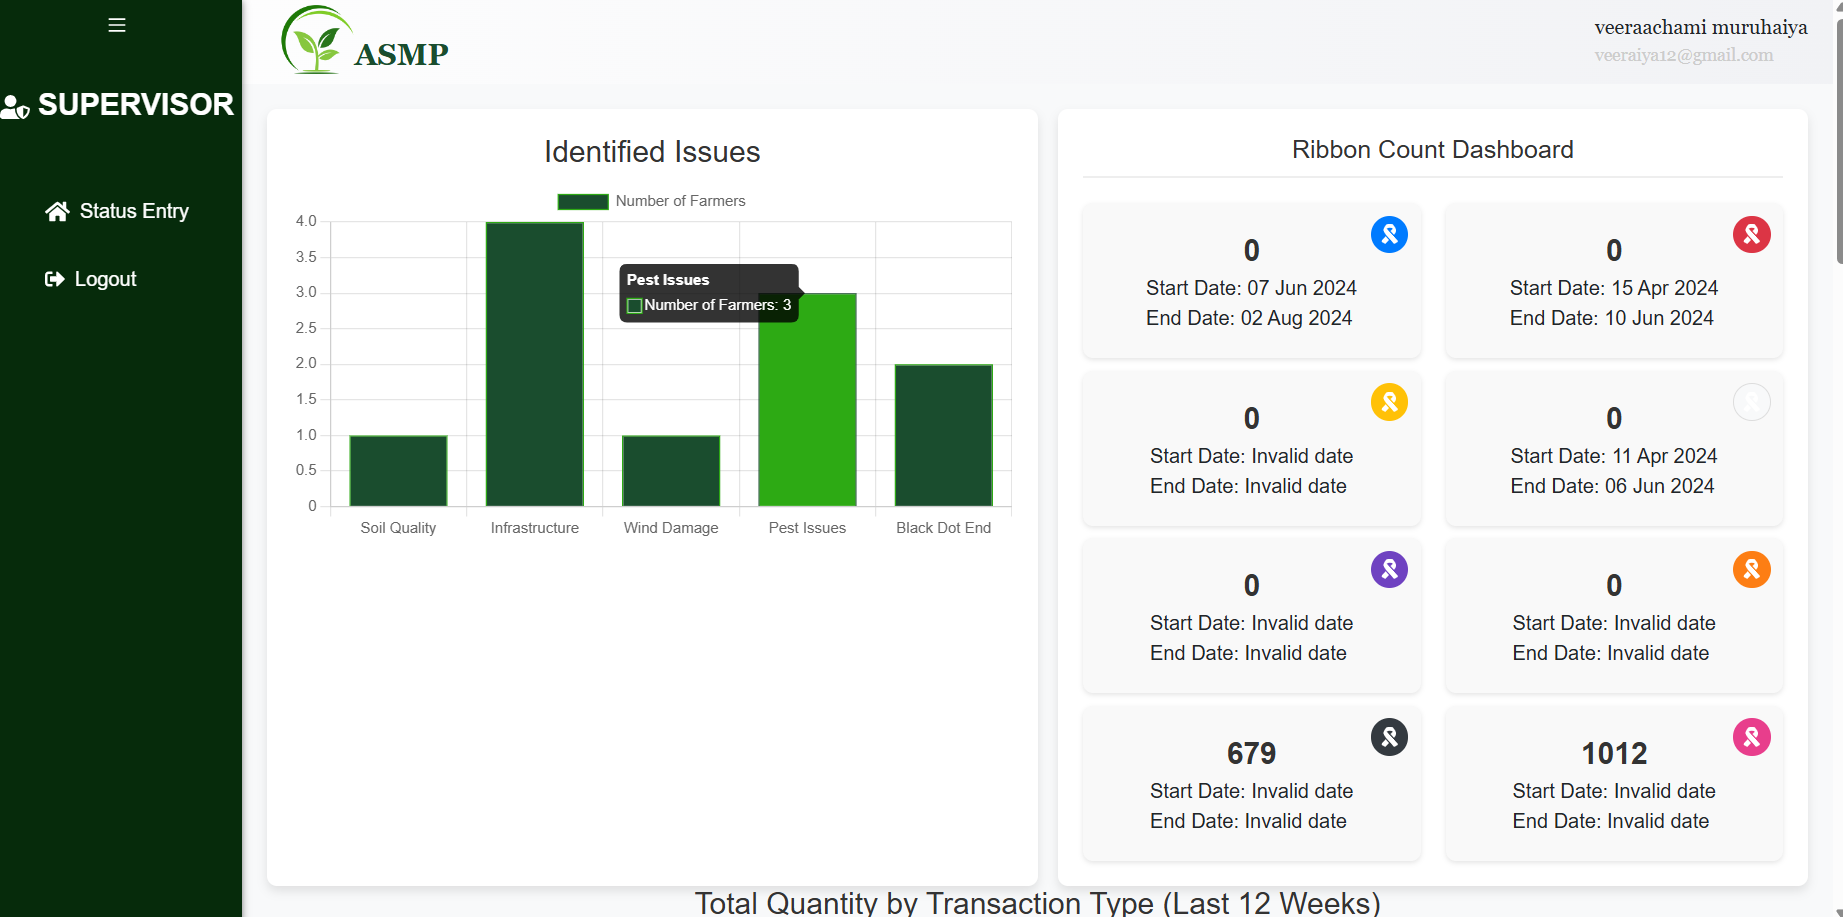 SUPERVISOR
Status Entry
Logout
ASMP
veeraachami muruhaiya
veeraiya12@gmail.com
Identified Issues
Number of Farmers
4.0
3.5
3.0
2.5
2.0
1.5
1.0
0.5
0
Pest Issues
Number of Farmers: 3
Soil Quality Infrastructure Wind Damage Pest Issues Black Dot End
Ribbon Count Dashboard
0
Start Date: 07 Jun 2024
End Date: 02 Aug 2024
0
Start Date: 15 Apr 2024
End Date: 10 Jun 2024
0
Start Date: Invalid date
End Date: Invalid date
0
Start Date: 11 Apr 2024
End Date: 06 Jun 2024
0
Start Date: Invalid date
End Date: Invalid date
0
Start Date: Invalid date
End Date: Invalid date
679
Start Date: Invalid date
End Date: Invalid date
1012
Start Date: Invalid date
End Date: Invalid date
Total Quantity by Transaction Type (Last 12 Weeks)